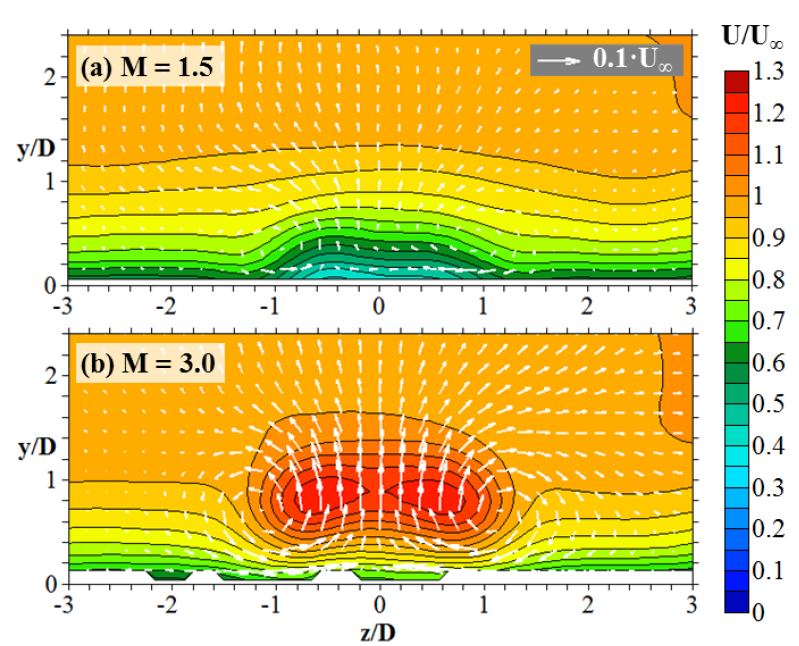 U/U∞
(a) M = 1.5
0.1·U∞
y/D
2
1
0
-3 -2 -1 0 1 2 3
(b) M = 3.0
y/D
2
1
0
-3 -2 -1 0 1 2 3
z/D
1.3
1.2
1.1
1
0.9
0.8
0.7
0.6
0.5
0.4
0.3
0.2
0.1
0